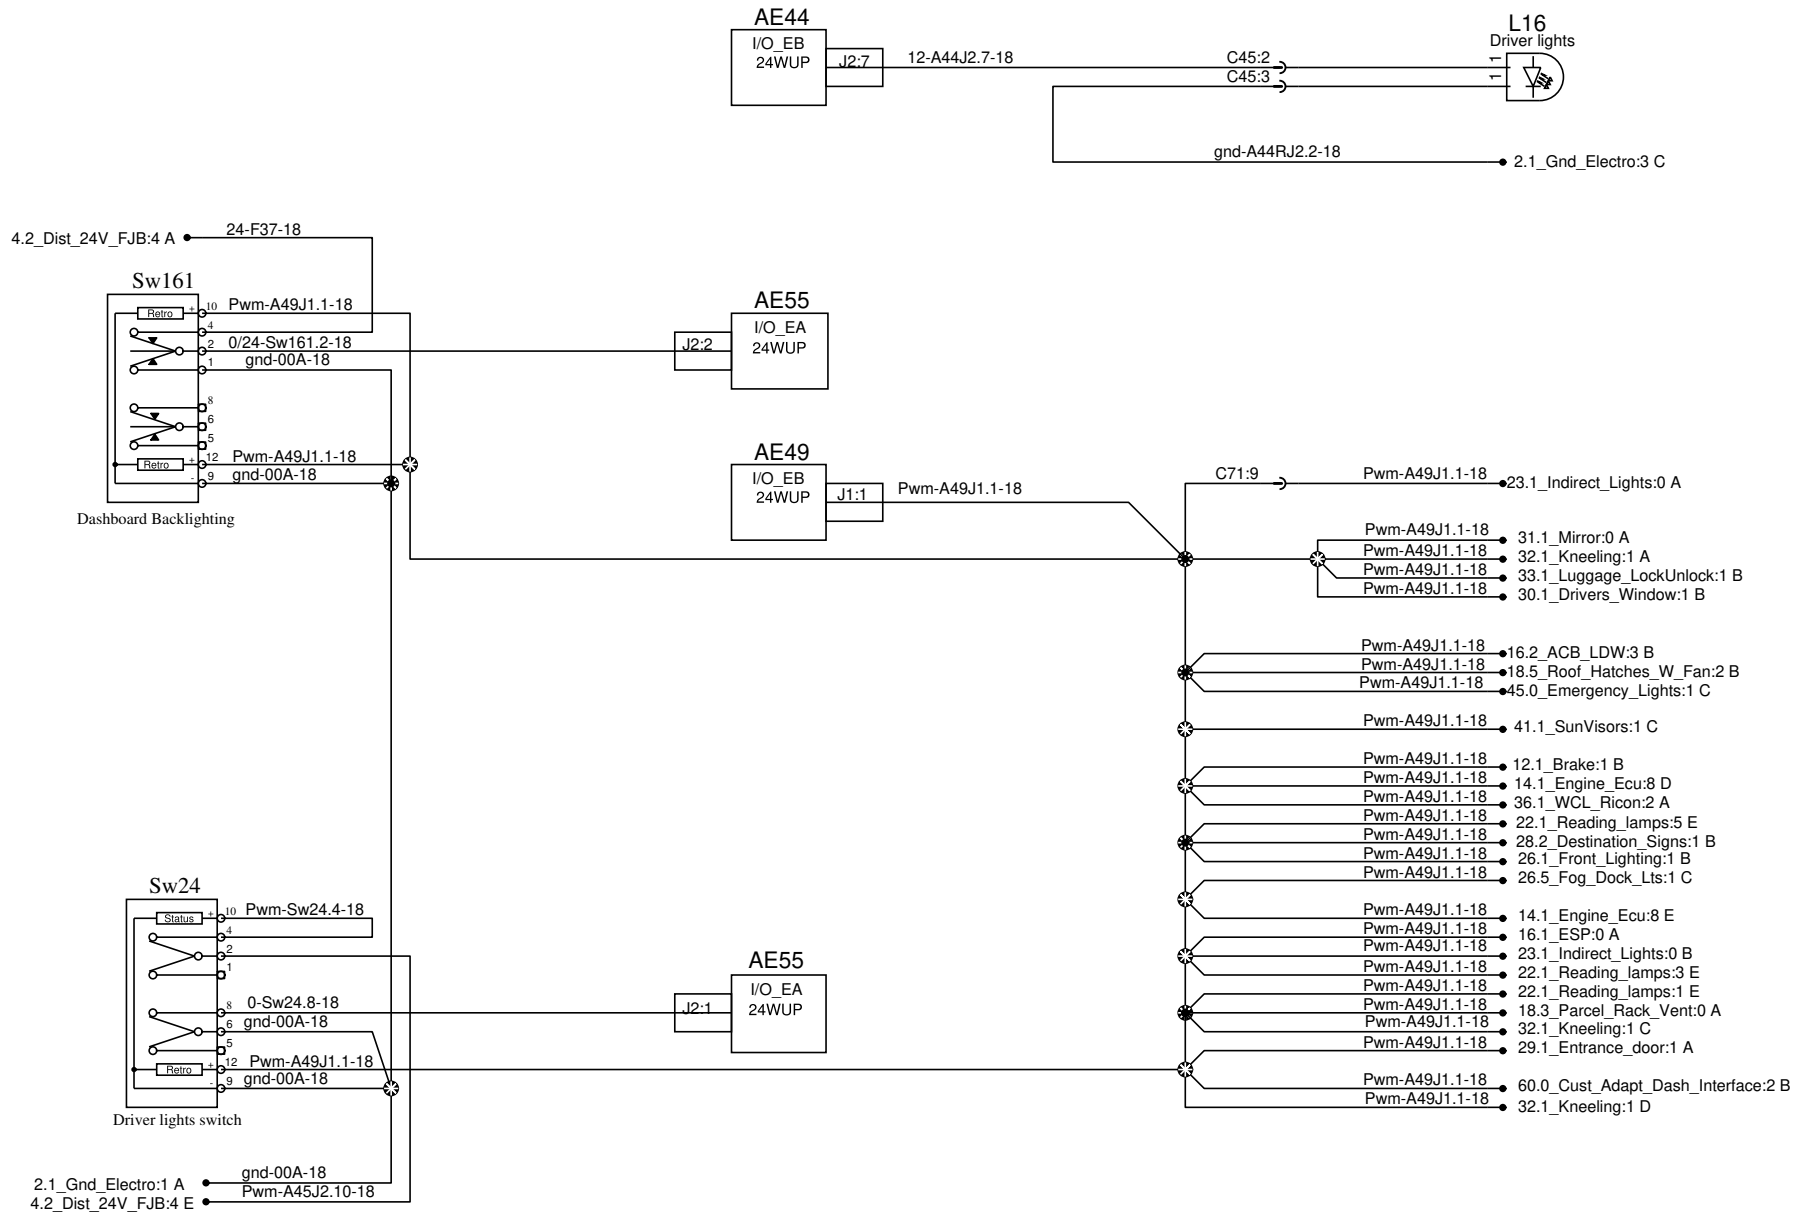 AE44
I/O_EB
24WUP
J2:7
12-A44J2.7-18
C45:2
C45:3
L16
Driver lights
1
1
gnd-A44RJ2.2-18
2.1_Gnd_Electro:3 C
4.2_Dist_24V_FJB:4 A
24-F37-18
Sw161
Retro
+
10
Pwm-A49J1.1-18
4
2
0/24-Sw161.2-18
1
gnd-00A-18
8
6
5
Retro
+
12
Pwm-A49J1.1-18
-
9
gnd-00A-18
Dashboard Backlighting
AE55
I/O_EA
24WUP
J2:2
AE49
I/O_EB
24WUP
J1:1
Pwm-A49J1.1-18
C71:9
Pwm-A49J1.1-18
23.1_Indirect_Lights:0 A
Pwm-A49J1.1-18
31.1_Mirror:0 A
Pwm-A49J1.1-18
32.1_Kneeling:1 A
Pwm-A49J1.1-18
33.1_Luggage_LockUnlock:1 B
Pwm-A49J1.1-18
30.1_Drivers_Window:1 B
Pwm-A49J1.1-18
16.2_ACB_LDW:3 B
Pwm-A49J1.1-18
18.5_Roof_Hatches_W_Fan:2 B
Pwm-A49J1.1-18
45.0_Emergency_Lights:1 C
Pwm-A49J1.1-18
41.1_SunVisors:1 C
Pwm-A49J1.1-18
12.1_Brake:1 B
Pwm-A49J1.1-18
14.1_Engine_Ecu:8 D
Pwm-A49J1.1-18
36.1_WCL_Ricon:2 A
Pwm-A49J1.1-18
22.1_Reading_lamps:5 E
Pwm-A49J1.1-18
28.2_Destination_Signs:1 B
Pwm-A49J1.1-18
26.1_Front_Lighting:1 B
Pwm-A49J1.1-18
26.5_Fog_Dock_Lts:1 C
Pwm-A49J1.1-18
14.1_Engine_Ecu:8 E
Pwm-A49J1.1-18
16.1_ESP:0 A
Pwm-A49J1.1-18
23.1_Indirect_Lights:0 B
Pwm-A49J1.1-18
22.1_Reading_lamps:3 E
Pwm-A49J1.1-18
22.1_Reading_lamps:1 E
Pwm-A49J1.1-18
18.3_Parcel_Rack_Vent:0 A
Pwm-A49J1.1-18
32.1_Kneeling:1 C
Pwm-A49J1.1-18
29.1_Entrance_door:1 A
Pwm-A49J1.1-18
60.0_Cust_Adapt_Dash_Interface:2 B
Pwm-A49J1.1-18
32.1_Kneeling:1 D
Sw24
Status
+
10
Pwm-Sw24.4-18
4
2
1
8
0-Sw24.8-18
6
gnd-00A-18
5
Retro
+
12
Pwm-A49J1.1-18
-
9
gnd-00A-18
Driver lights switch
AE55
I/O_EA
24WUP
J2:1
2.1_Gnd_Electro:1 A
gnd-00A-18
4.2_Dist_24V_FJB:4 E
Pwm-A45J2.10-18